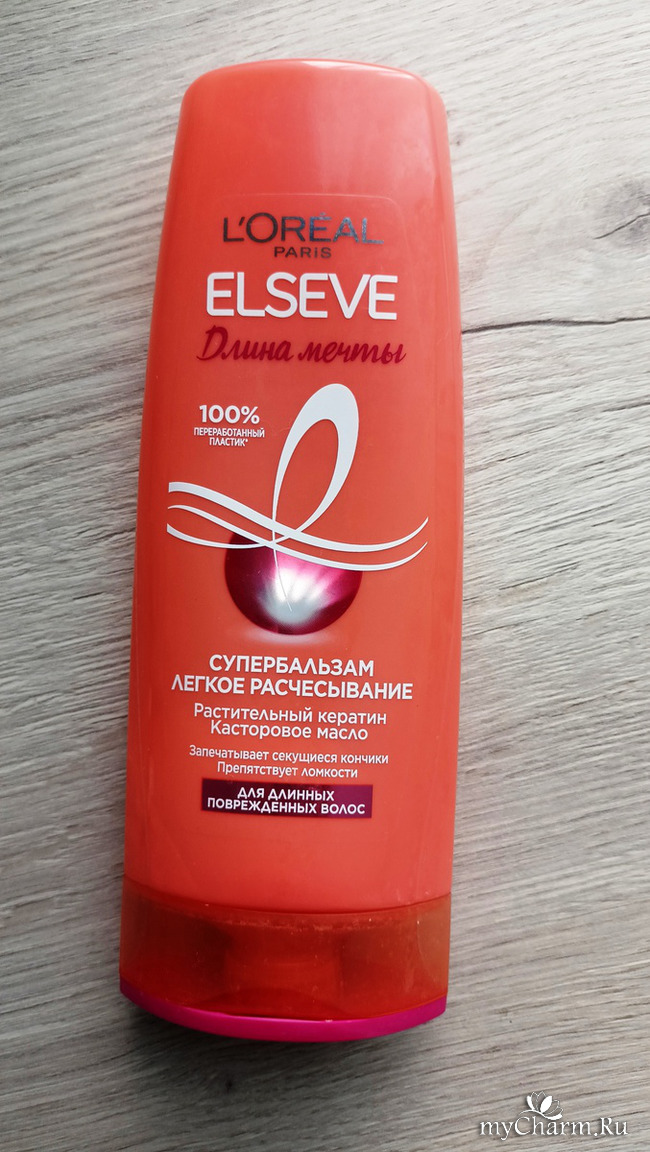 L'ORÉAL
PARIS
ELSEVE
Длина мечты
100%
ПЕРЕРАБОТАННЫЙ
ПЛАСТИК*
СУПЕРБАЛЬЗАМ
ЛЕГКОЕ РАСЧЕСЫВАНИЕ
Растительный кератин
Касторовое масло
Запечатывает секущиеся кончики
Препятствует ломкости
ДЛЯ ДЛИННЫХ
ПОВРЕЖДЕННЫХ ВОЛОС
myCharm.Ru